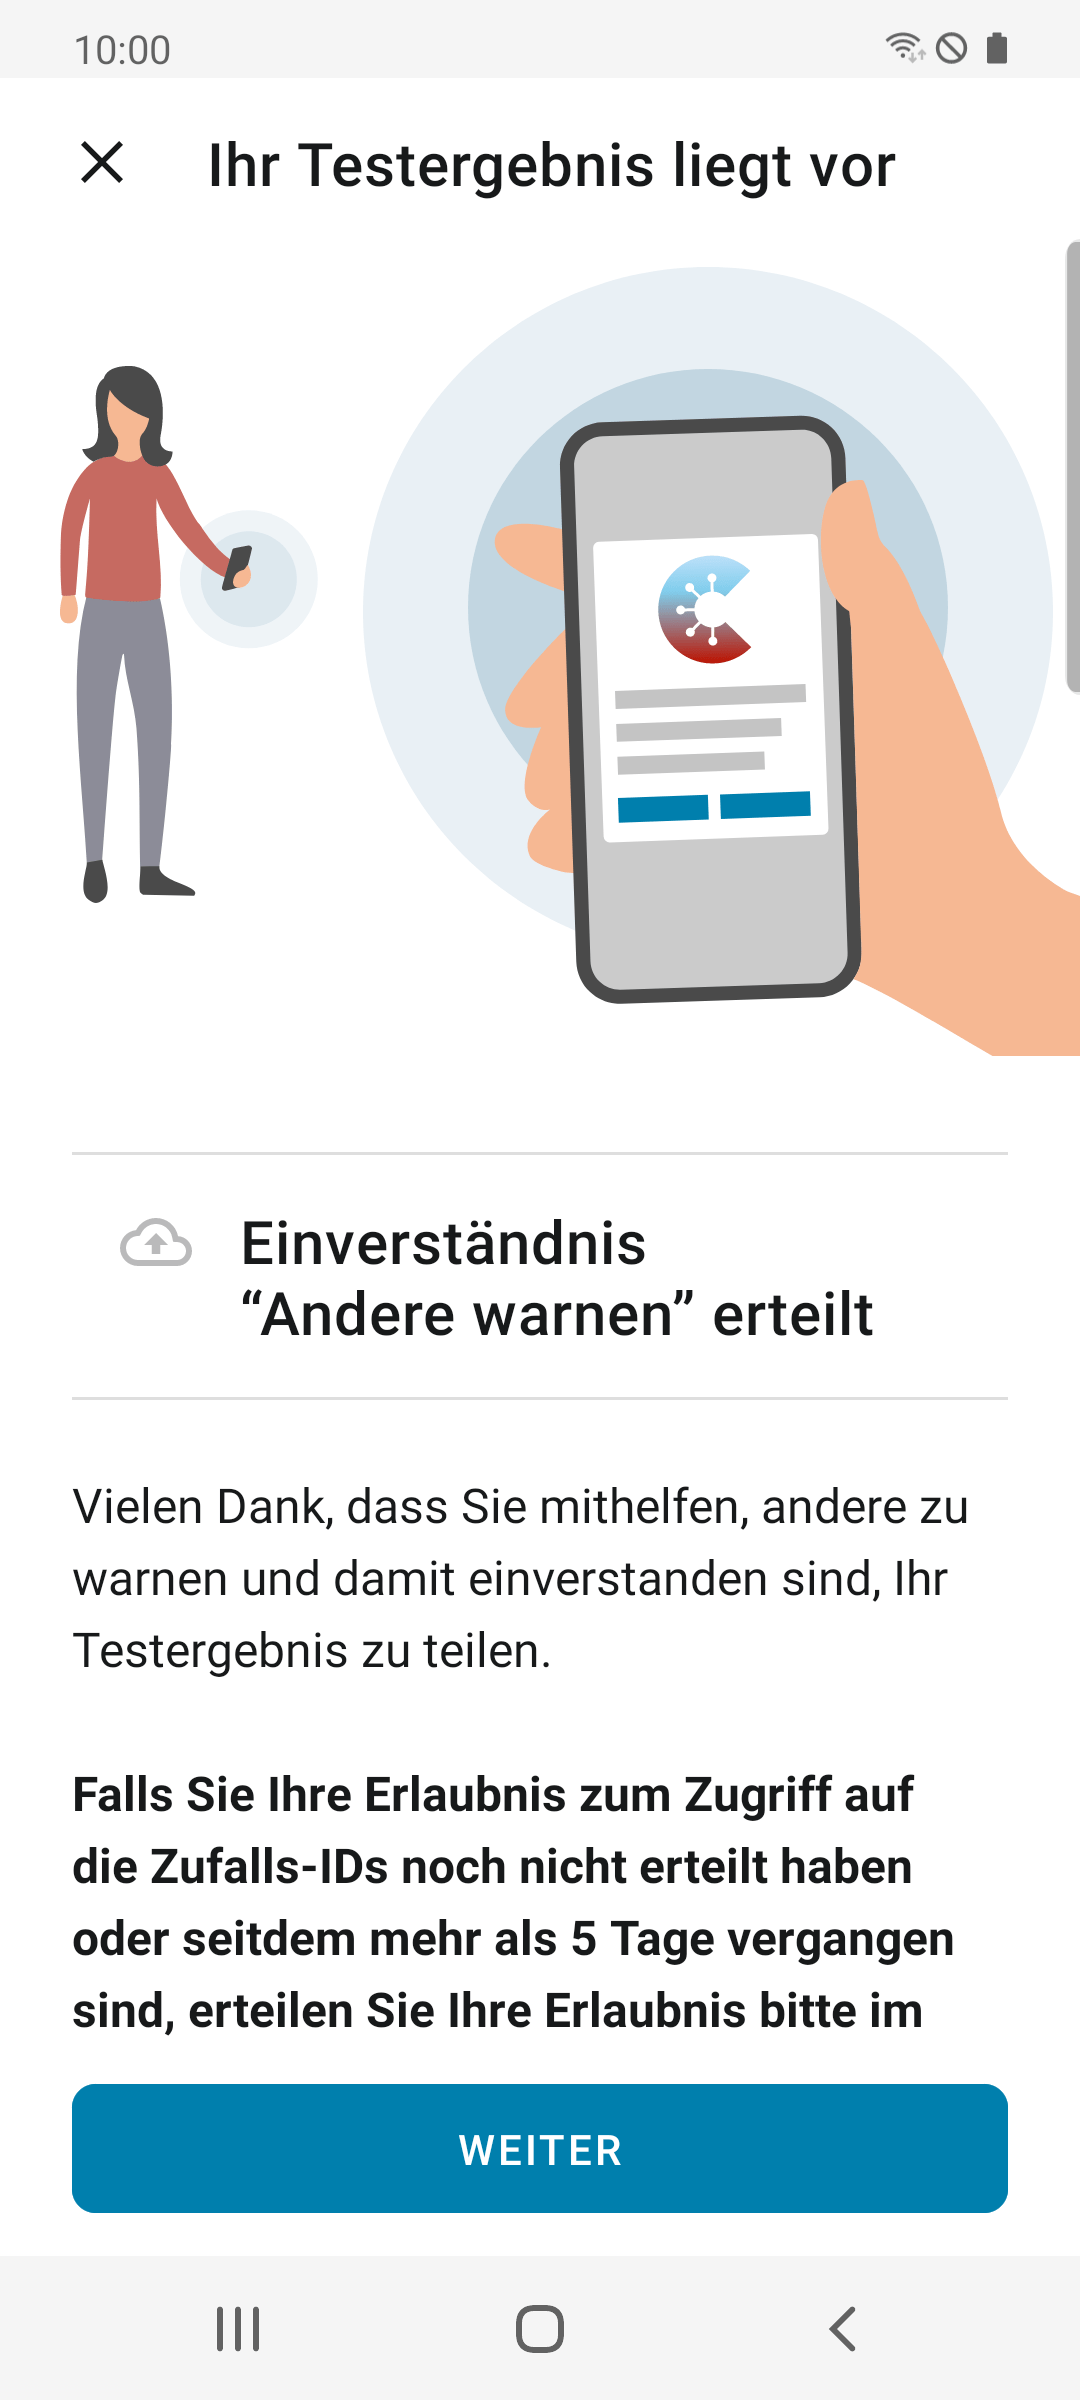 10:00
Ihr Testergebnis liegt vor
Einverständnis
“Andere warnen” erteilt
Vielen Dank, dass Sie mithelfen, andere zu
warnen und damit einverstanden sind, Ihr
Testergebnis zu teilen.
Falls Sie Ihre Erlaubnis zum Zugriff auf
die Zufalls-IDs noch nicht erteilt haben
oder seitdem mehr als 5 Tage vergangen
sind, erteilen Sie Ihre Erlaubnis bitte im
WEITER